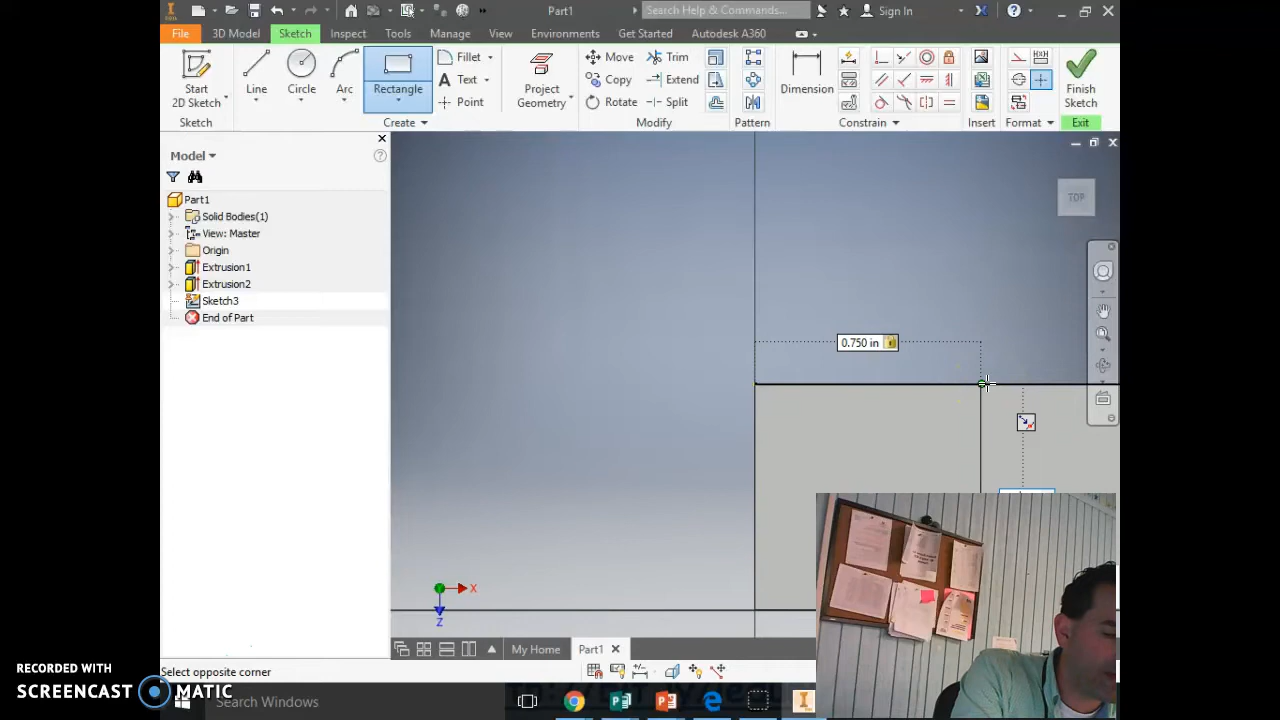 Part1
Search Help & Commands...
Sign In
File
3D Model
Sketch
Inspect
Tools
Manage
View
Environments
Get Started
Autodesk A360
Start
2D Sketch
Line
Circle
Arc
Rectangle
Fillet
Text
Point
Project
Geometry
Move
Copy
Rotate
Trim
Extend
Split
Dimension
Finish
Sketch
Sketch
Create
Modify
Pattern
Constrain
Insert
Format
Exit
Model
Part1
Solid Bodies(1)
View: Master
Origin
Extrusion1
Extrusion2
Sketch3
End of Part
TOP
0.750 in
X
Z
My Home
Part1
Select opposite corner
RECORDED WITH
SCREENCAST MATIC
Search Windows